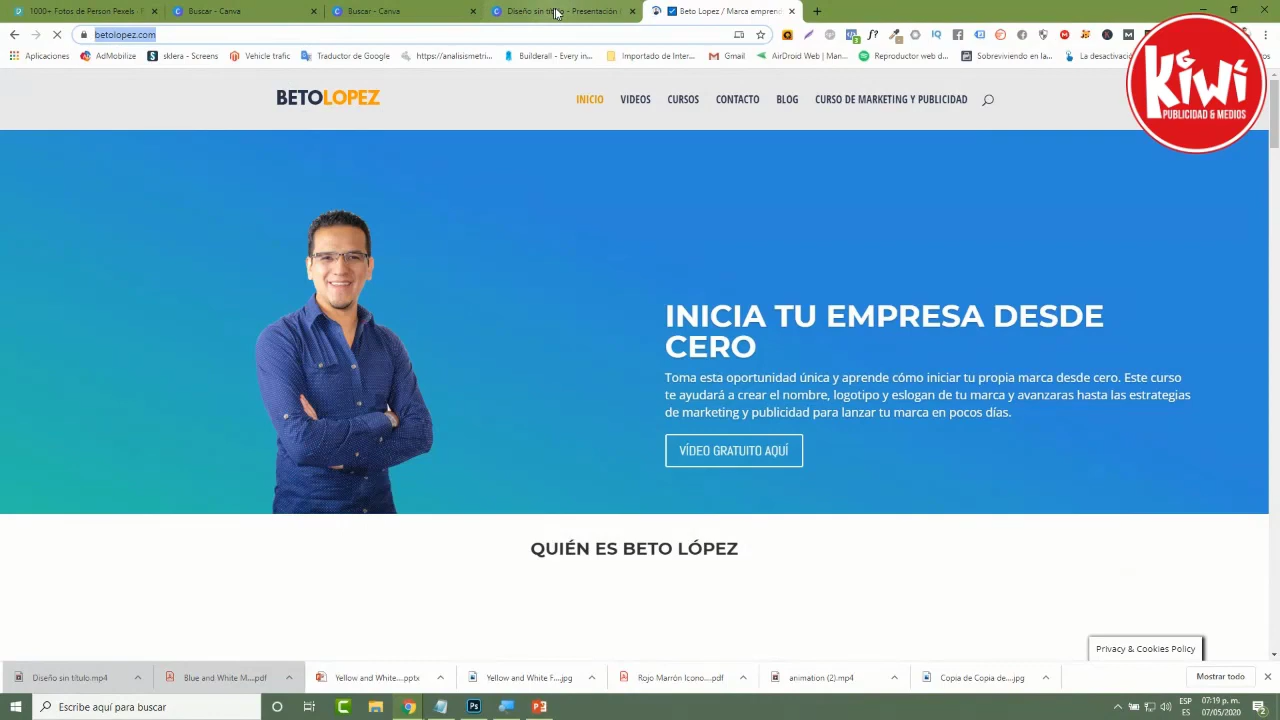 1000+ Fotos de Person Pexels
Buscar - Canva
Buscar - Canva
Presentación
Beto Lopez / Marca publicidad
betolopez.com
Aplicaciones
AdMobilize
sklera - Screens
Vehicle trafic
Traductor de Google
https://analisismetr...
Importado de Intern...
Builderall - Every in...
Gmail
AirDroid Web | Man...
Reproductor web de...
Sobreviviendo en la...
La desactivació
KIWI
PUBLICIDAD & MEDIOS
BETOLOPEZ
INICIO
VIDEOS
CURSOS
CONTACTO
BLOG
CURSO DE MARKETING Y PUBLICIDAD
INICIA TU EMPRESA DESDE
CERO
Toma esta oportunidad única y aprende cómo iniciar tu propia marca desde cero. Este curso
te ayudará a crear el nombre, logotipo y eslogan de tu marca y avanzaras hasta las estrategias
de marketing y publicidad para lanzar tu marca en pocos días.
VÍDEO GRATUITO AQUÍ
QUIÉN ES BETO LÓPEZ
Privacy & Cookies Policy
Diseño sin título.mp4
Blue and White M....pdf
Yellow and White....pptx
Yellow and White F....jpg
Rojo Marrón Icono....pdf
animation (2).mp4
Copia de Copia de....jpg
Mostrar todo
Escribe aquí para buscar
ESP
07:19 p. m.
ES
07/05/2020